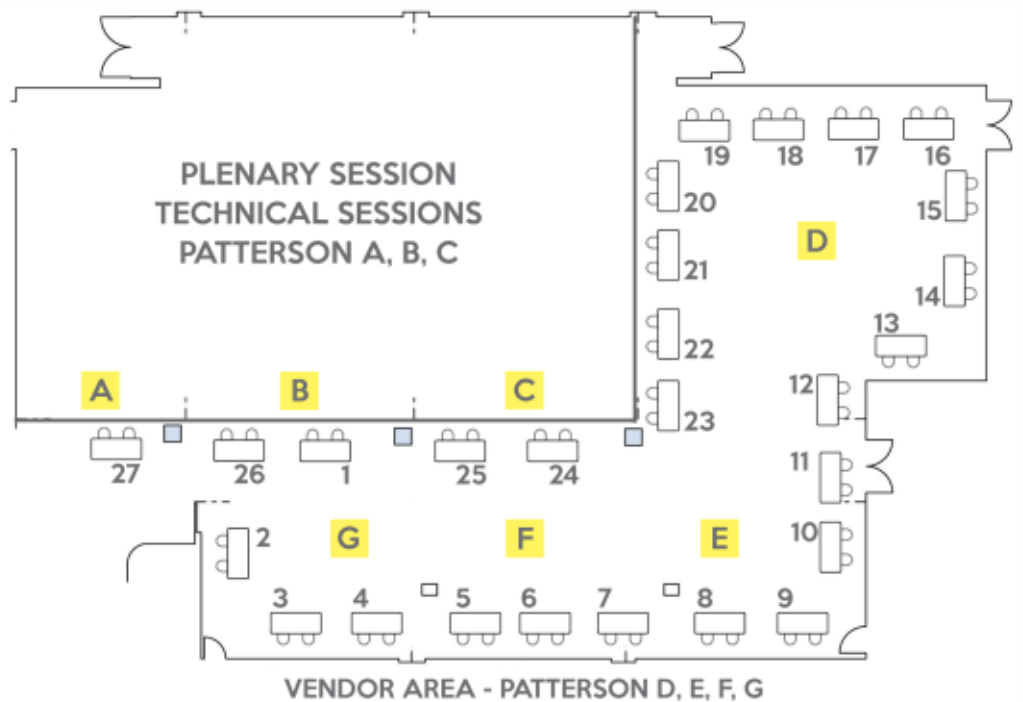 PLENARY SESSION
TECHNICAL SESSIONS
PATTERSON A, B, C
19 18 17 16
20
15
D
21
14
13
22
A B C
12
23
27 26 1 25 24
11
2 G F E 10
3 4 5 6 7 8 9
VENDOR AREA - PATTERSON D, E, F, G